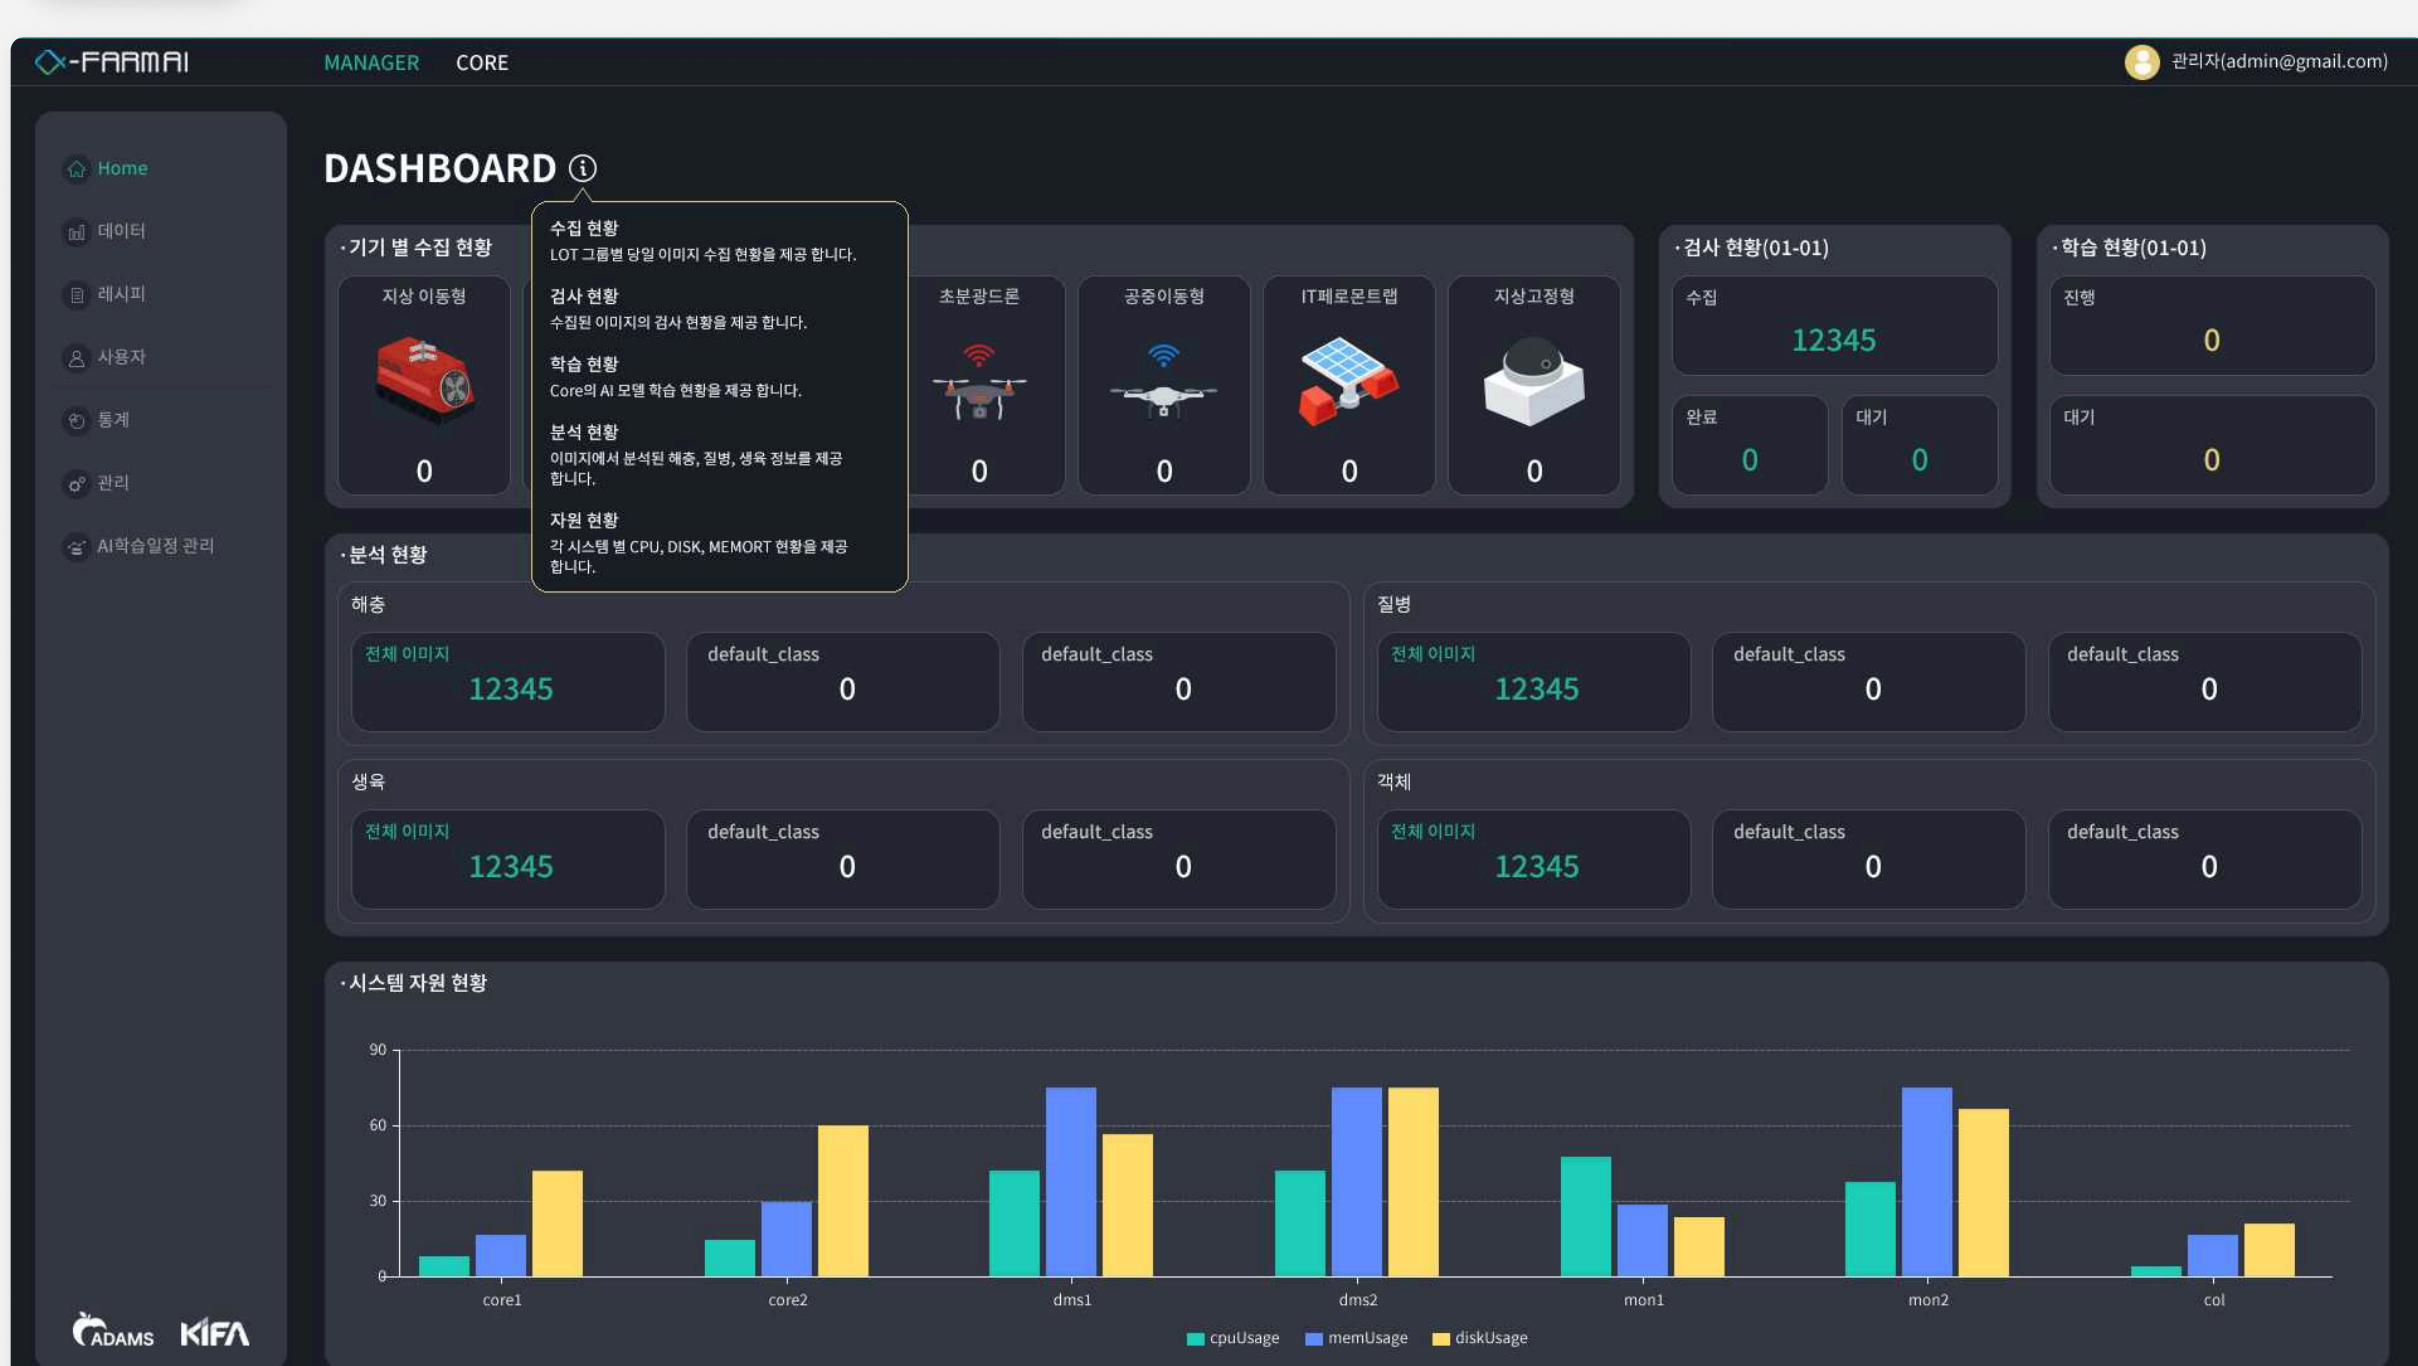 -FARM AI
MANAGER CORE
관리자(admin@gmail.com)
Home
데이터
레시피
사용자
통계
관리
AI학습일정 관리
ADAMS KIFA
DASHBOARD
수집 현황
LOT 그룹별 당일 이미지 수집 현황을 제공 합니다.
검사 현황
수집된 이미지의 검사 현황을 제공 합니다.
학습 현황
Core의 AI 모델 학습 현황을 제공 합니다.
분석 현황
이미지에서 분석된 해충, 질병, 생육 정보를 제공
합니다.
자원 현황
각 시스템 별 CPU, DISK, MEMORT 현황을 제공
합니다.
·기기 별 수집 현황
지상 이동형
0
초분광드론
0
공중이동형
0
IT페로몬트랩
0
지상고정형
0
·검사 현황(01-01)
수집
12345
완료
0
대기
0
·학습 현황(01-01)
진행
0
대기
0
·분석 현황
해충
전체 이미지
12345
default_class
0
default_class
0
질병
전체 이미지
12345
default_class
0
default_class
0
생육
전체 이미지
12345
default_class
0
default_class
0
객체
전체 이미지
12345
default_class
0
default_class
0
·시스템 자원 현황
90
60
30
0
core1 core2 dms1 dms2 mon1 mon2 col
cpuUsage memUsage diskUsage